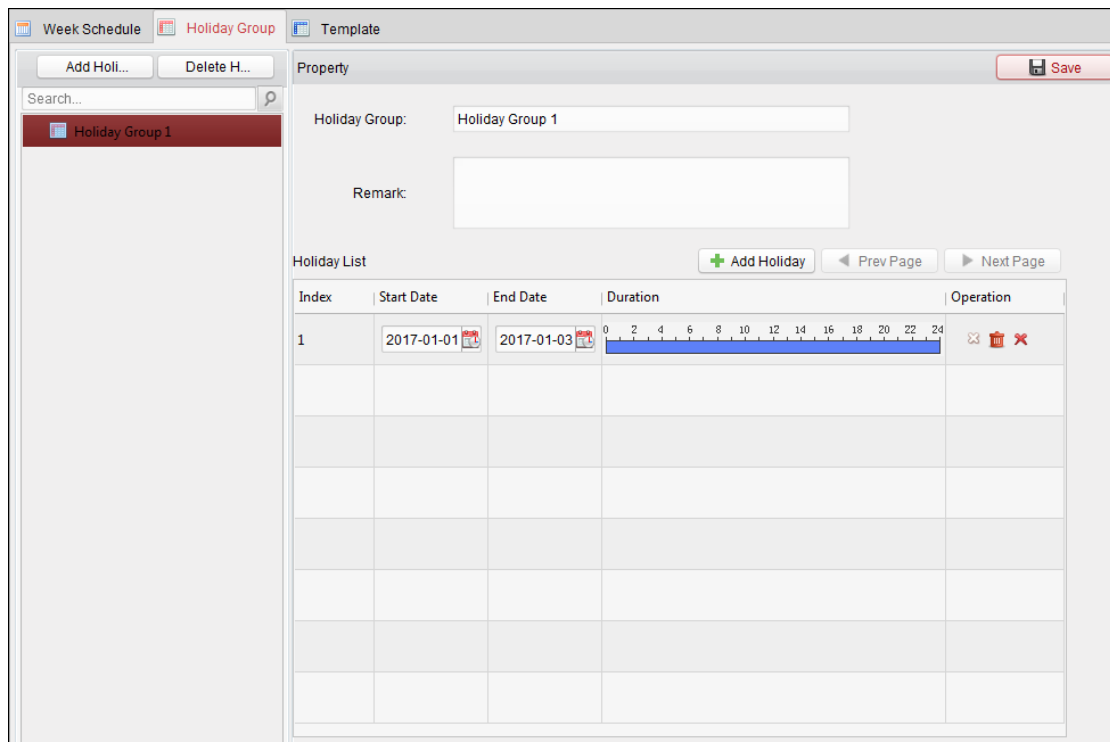 Week Schedule Holiday Group Template
Add Holi... Delete H... Property Save
Search...
Holiday Group 1
Holiday Group: Holiday Group 1
Remark:
Holiday List Add Holiday Prev Page Next Page
Index Start Date End Date Duration Operation
0 2 4 6 8 10 12 14 16 18 20 22 24
1 2017-01-01 2017-01-03